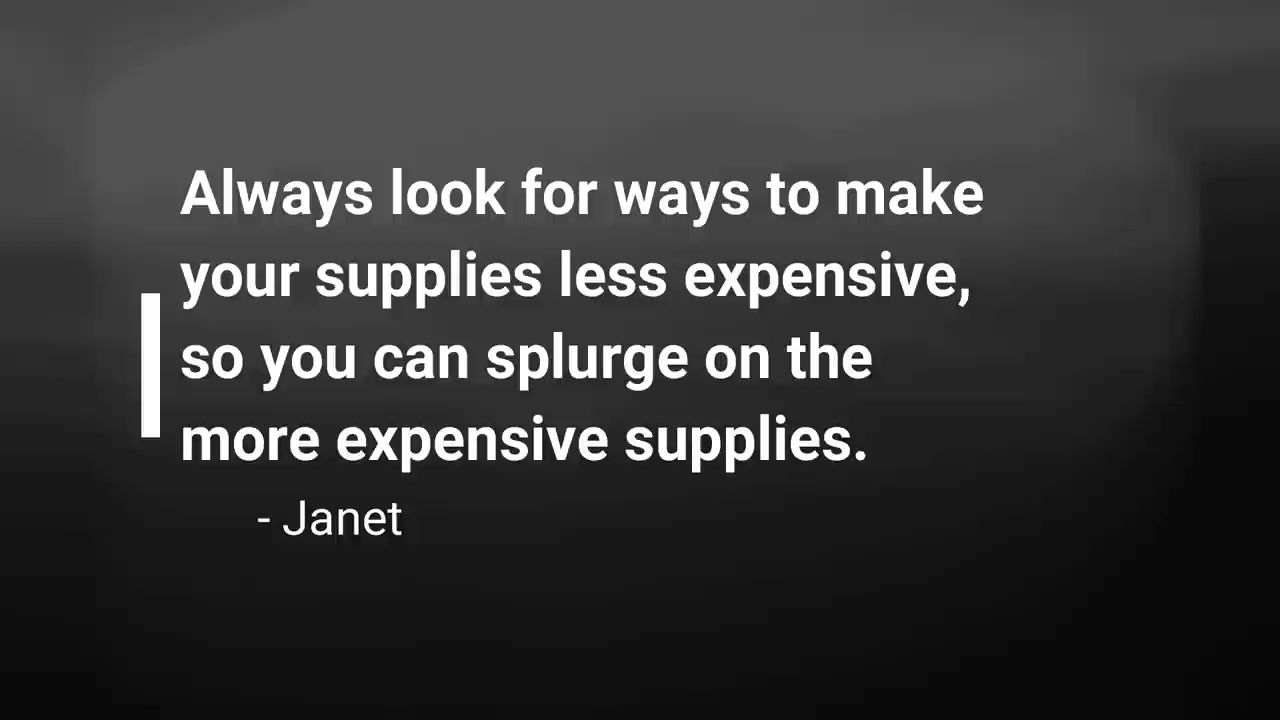 Always look for ways to make
your supplies less expensive,
so you can splurge on the
more expensive supplies.
- Janet